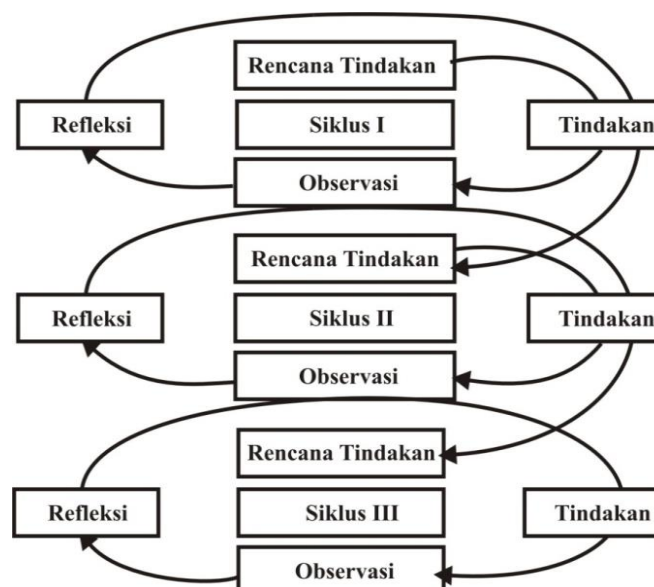 Rencana Tindakan
Refleksi
Siklus I
Tindakan
Observasi
Rencana Tindakan
Refleksi
Siklus II
Tindakan
Observasi
Rencana Tindakan
Refleksi
Siklus III
Tindakan
Observasi